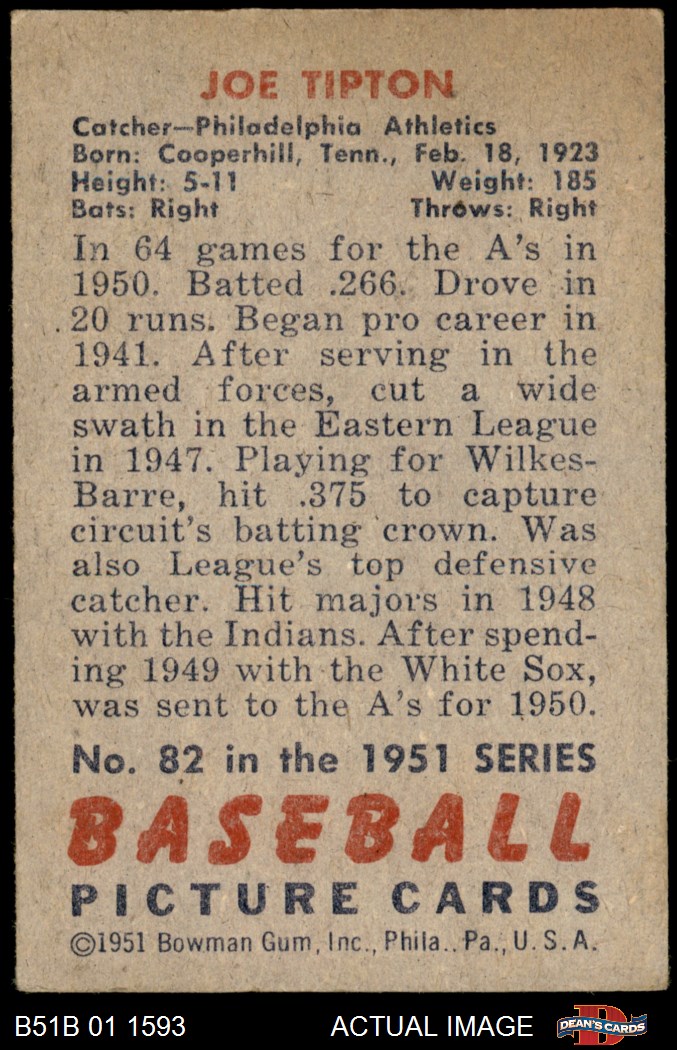 JOE TIPTON
Catcher—Philadelphia Athletics
Born: Cooperhill, Tenn., Feb. 18, 1923
Height: 5-11 Weight: 185
Bats: Right Throws: Right
In 64 games for the A's in
1950. Batted .266. Drove in
20 runs. Began pro career in
1941. After serving in the
armed forces, cut a wide
swath in the Eastern League
in 1947. Playing for Wilkes-
Barre, hit .375 to capture
circuit's batting crown. Was
also League's top defensive
catcher. Hit majors in 1948
with the Indians. After spend-
ing 1949 with the White Sox,
was sent to the A's for 1950.
No. 82 in the 1951 SERIES
BASEBALL
PICTURE CARDS
©1951 Bowman Gum, Inc., Phila.. Pa., U. S. A.
B51B 01 1593 ACTUAL IMAGE D DEAN'S CARDS